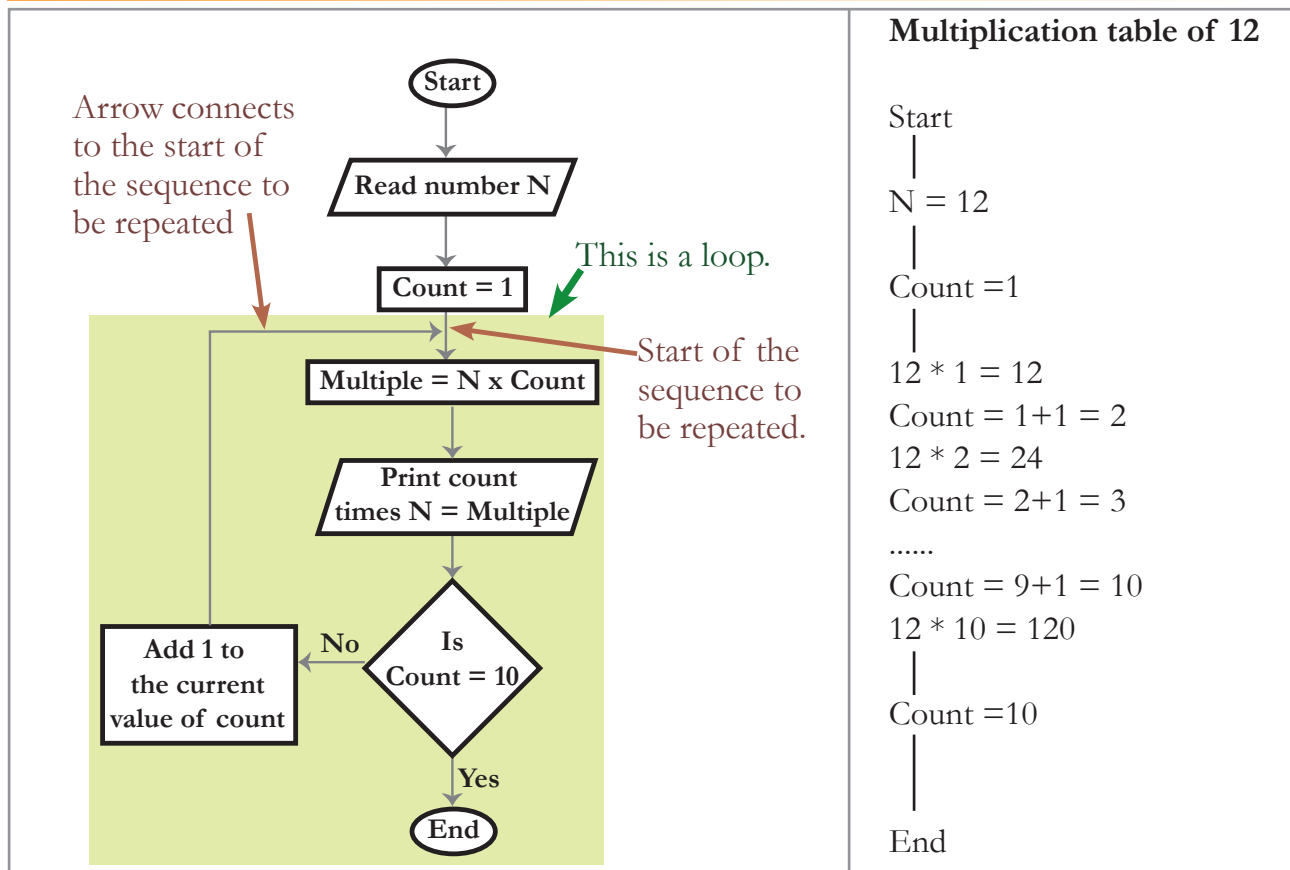 Start
Arrow connects
to the start of
the sequence to
be repeated
Read number N
This is a loop.
Count = 1
Start of the
sequence to
be repeated.
Multiple = N x Count
Print count
times N = Multiple
Is
Count = 10
No
Add 1 to
the current
value of count
Yes
End
Multiplication table of 12
Start
N = 12
Count =1
12 * 1 = 12
Count = 1+1 = 2
12 * 2 = 24
Count = 2+1 = 3
......
Count = 9+1 = 10
12 * 10 = 120
Count =10
End